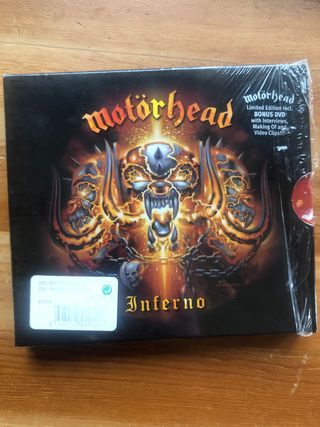 motörhead
Motörhead
Limited Edition incl.
BONUS DVD
with Interviews,
Making Of and
Video Clips!!!
Inferno